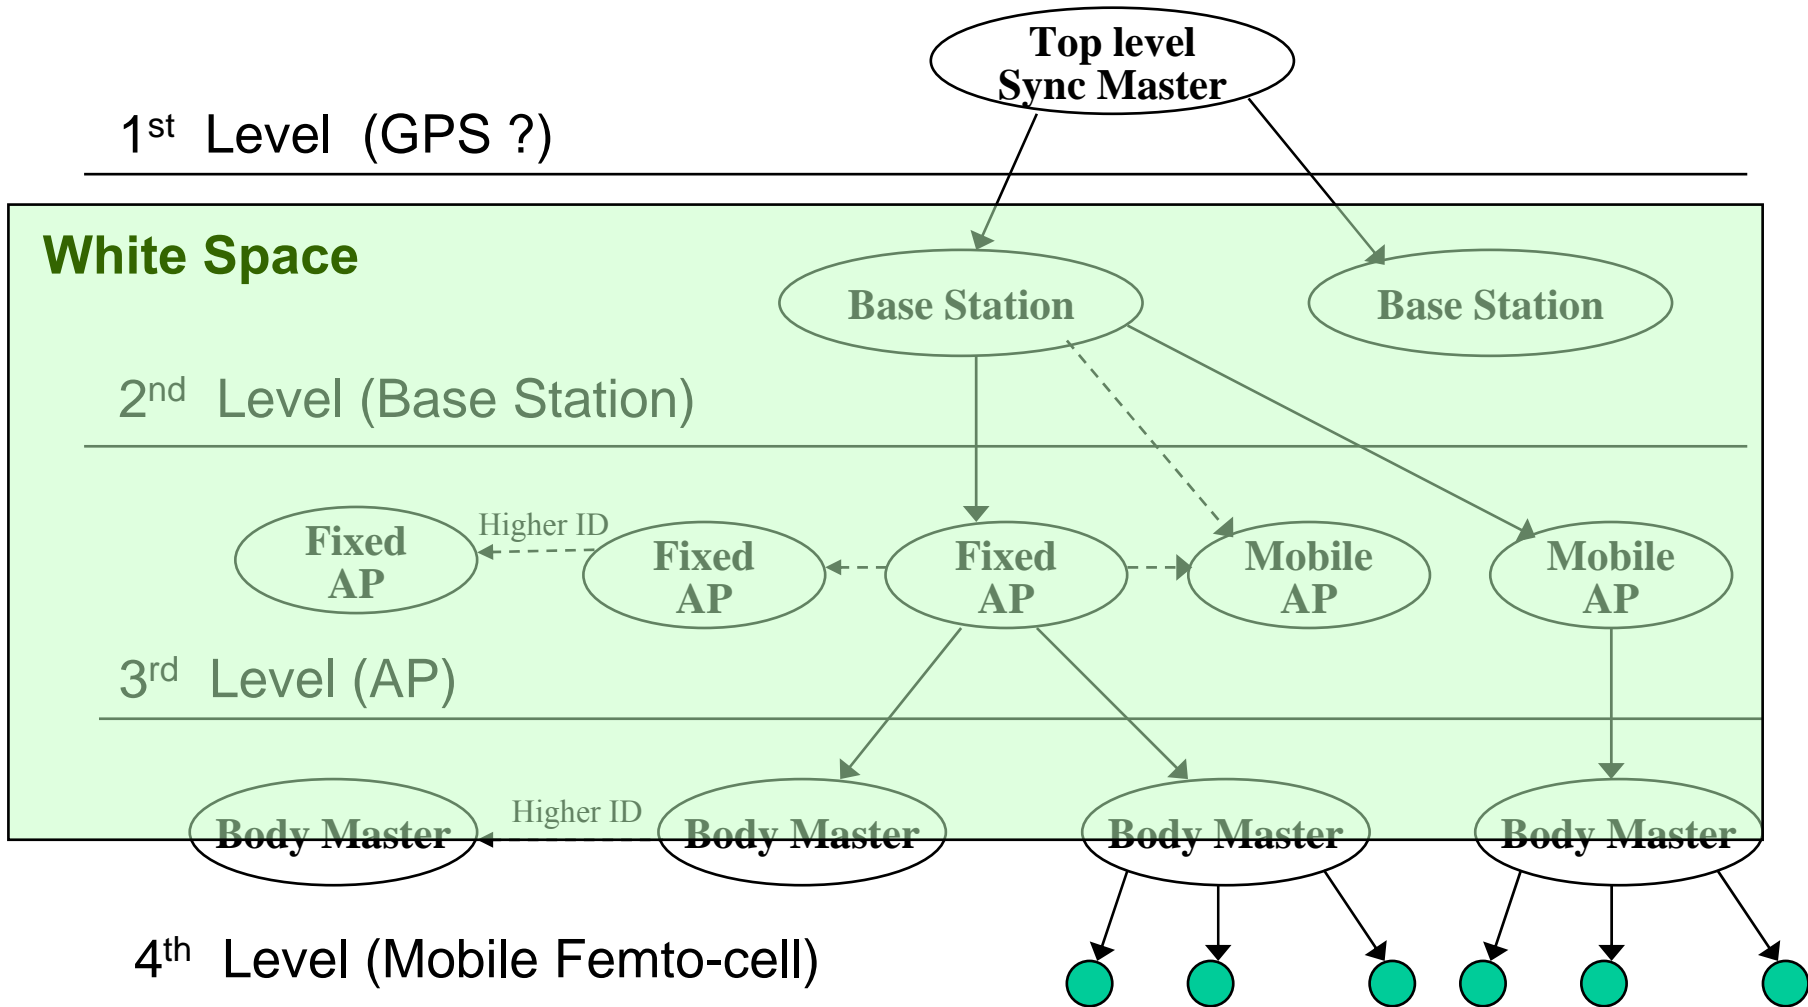 Top level
Sync Master
1st Level (GPS ?)
White Space
Base Station
Base Station
2nd Level (Base Station)
Higher ID
Fixed
AP
Fixed
AP
Fixed
AP
Mobile
AP
Mobile
AP
3rd Level (AP)
Higher ID
Body Master
Body Master
Body Master
Body Master
4th Level (Mobile Femto-cell)